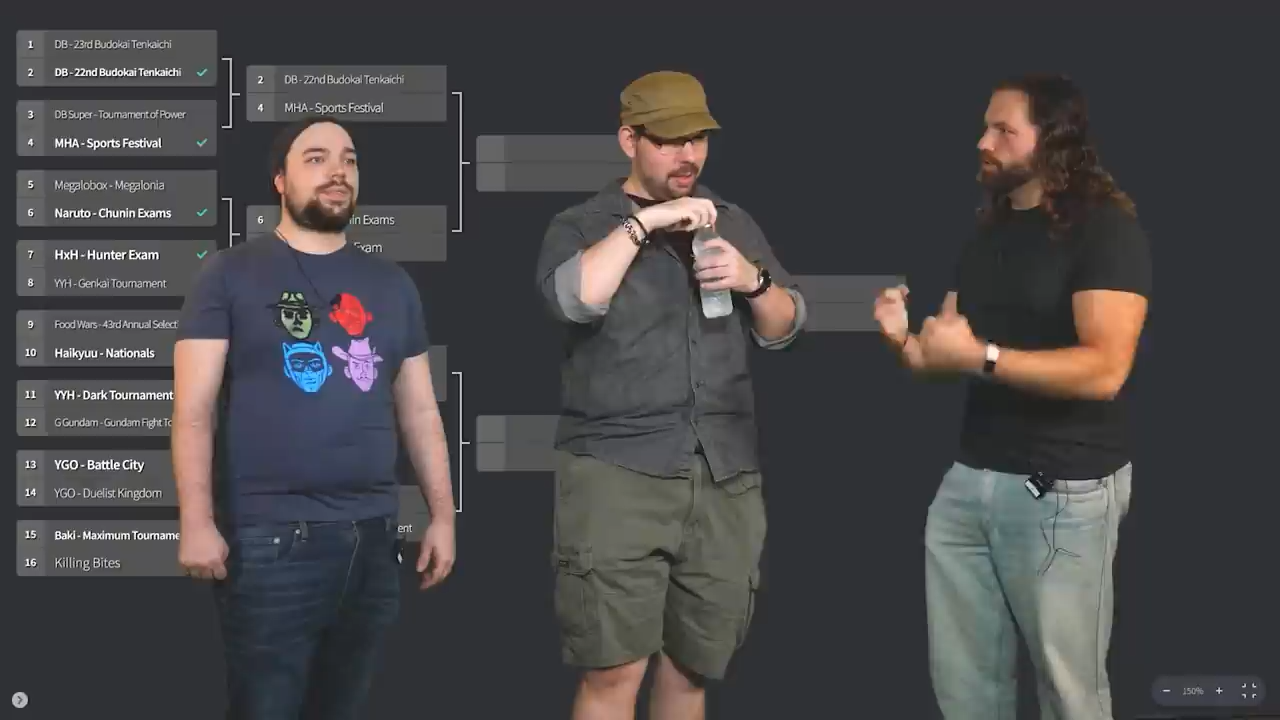 1 DB - 23rd Budokai Tenkaichi
2 DB - 22nd Budokai Tenkaichi
3 DB Super - Tournament of Power
4 MHA - Sports Festival
5 Megalobox - Megalonia
6 Naruto - Chunin Exams
7 HxH - Hunter Exam
8 YYH - Genkai Tournament
9 Food Wars - 43rd Annual Select
10 Haikyuu - Nationals
11 YYH - Dark Tournament
12 G Gundam - Gundam Fight To
13 YGO - Battle City
14 YGO - Duelist Kingdom
15 Baki - Maximum Tourname
16 Killing Bites
2 DB - 22nd Budokai Tenkaichi
4 MHA - Sports Festival
6 in Exams
Exam
ent
150%